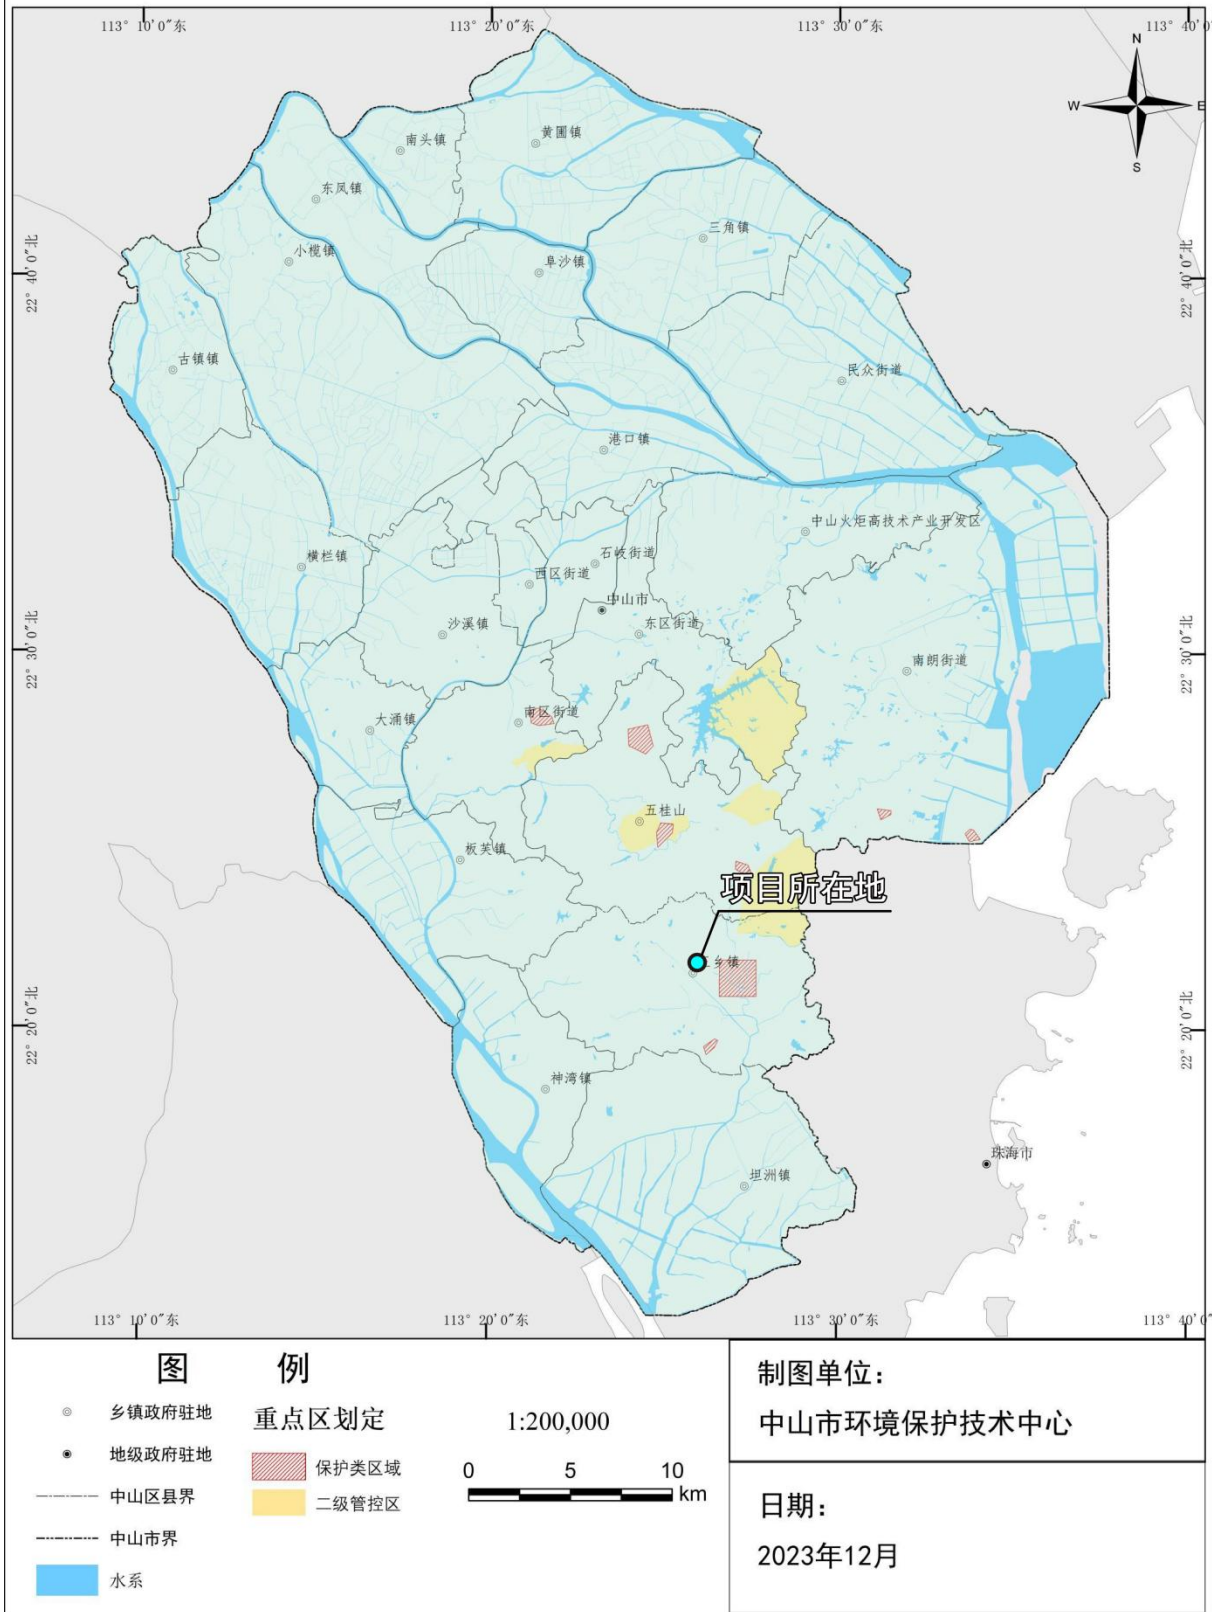 113° 10′0″东
113° 20′0″东
113° 30′0″东
113° 40′0
N
W
E
S
黄圃镇
南头镇
东凤镇
三角镇
小榄镇
阜沙镇
22° 40′0″北
22° 40′0″北
古镇镇
民众街道
港口镇
中山火炬高技术产业开发区
石岐街道
横栏镇
西区街道
中山市
沙溪镇
东区街道
22° 30′0″北
22° 30′0″北
南朗街道
南区街道
大涌镇
五桂山
板芙镇
项目所在地
乡镇
22° 20′0″北
22° 20′0″北
神湾镇
珠海市
坦洲镇
113° 10′0″东
113° 20′0″东
113° 30′0″东
113° 40′0
图 例
乡镇政府驻地
地级政府驻地
中山区县界
中山市界
水系
重点区划定
保护类区域
二级管控区
1:200,000
0 5 10
km
制图单位：
中山市环境保护技术中心
日期：
2023年12月